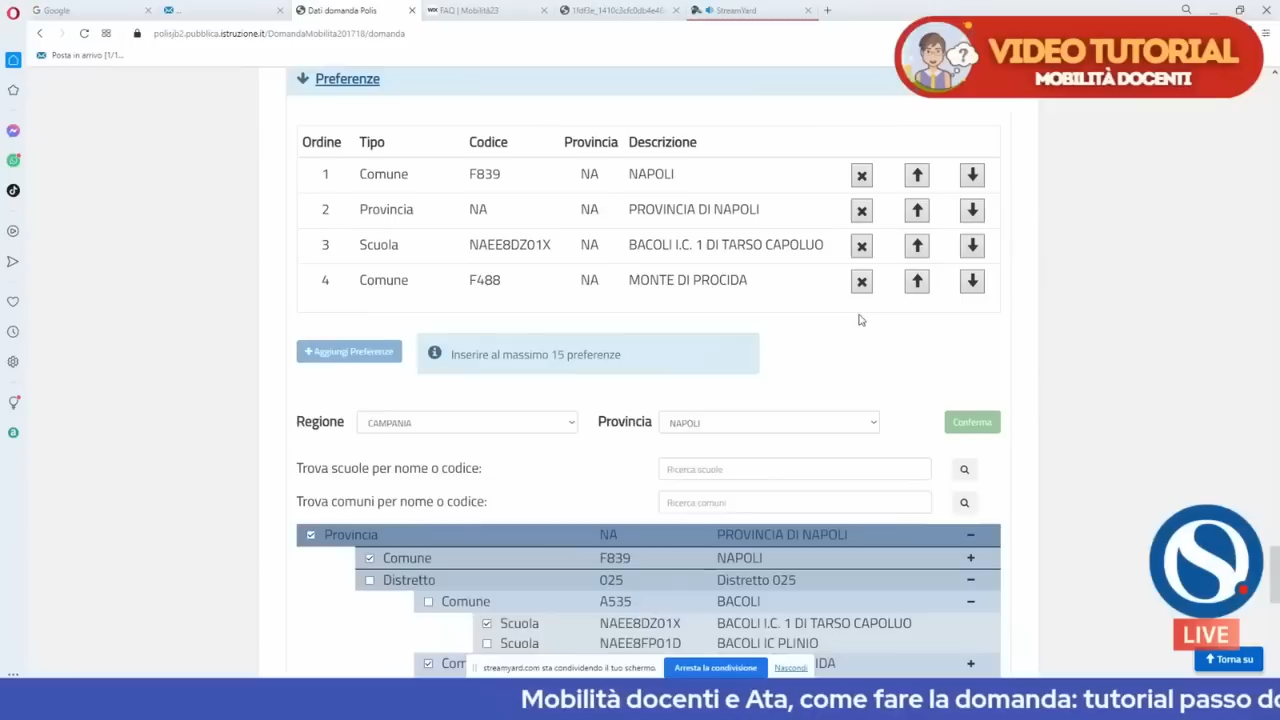 Google
Dati domanda Polis
WIX FAQ | Mobilità23
StreamYard
polisjb2.pubblica.istruzione.it/DomandaMobilita201718/domanda
Posta in arrivo [1/1...
VIDEO TUTORIAL
MOBILITÀ DOCENTI
Preferenze
Ordine Tipo Codice Provincia Descrizione
1 Comune F839 NA NAPOLI
2 Provincia NA NA PROVINCIA DI NAPOLI
3 Scuola NAEE8DZ01X NA BACOLI I.C. 1 DI TARSO CAPOLUO
4 Comune F488 NA MONTE DI PROCIDA
+ Aggiungi Preferenze
Inserire al massimo 15 preferenze
Regione CAMPANIA Provincia NAPOLI Conferma
Trova scuole per nome o codice: Ricerca scuole
Trova comuni per nome o codice: Ricerca comuni
Provincia NA PROVINCIA DI NAPOLI −
Comune F839 NAPOLI +
Distretto 025 Distretto 025 −
Comune A535 BACOLI −
Scuola NAEE8DZ01X BACOLI I.C. 1 DI TARSO CAPOLUO
Scuola NAEE8FP01D BACOLI IC PLINIO
Com IDA +
streamyard.com sta condividendo il tuo schermo. Arresta la condivisione Nascondi
LIVE
Torna su
Mobilità docenti e Ata, come fare la domanda: tutorial passo do